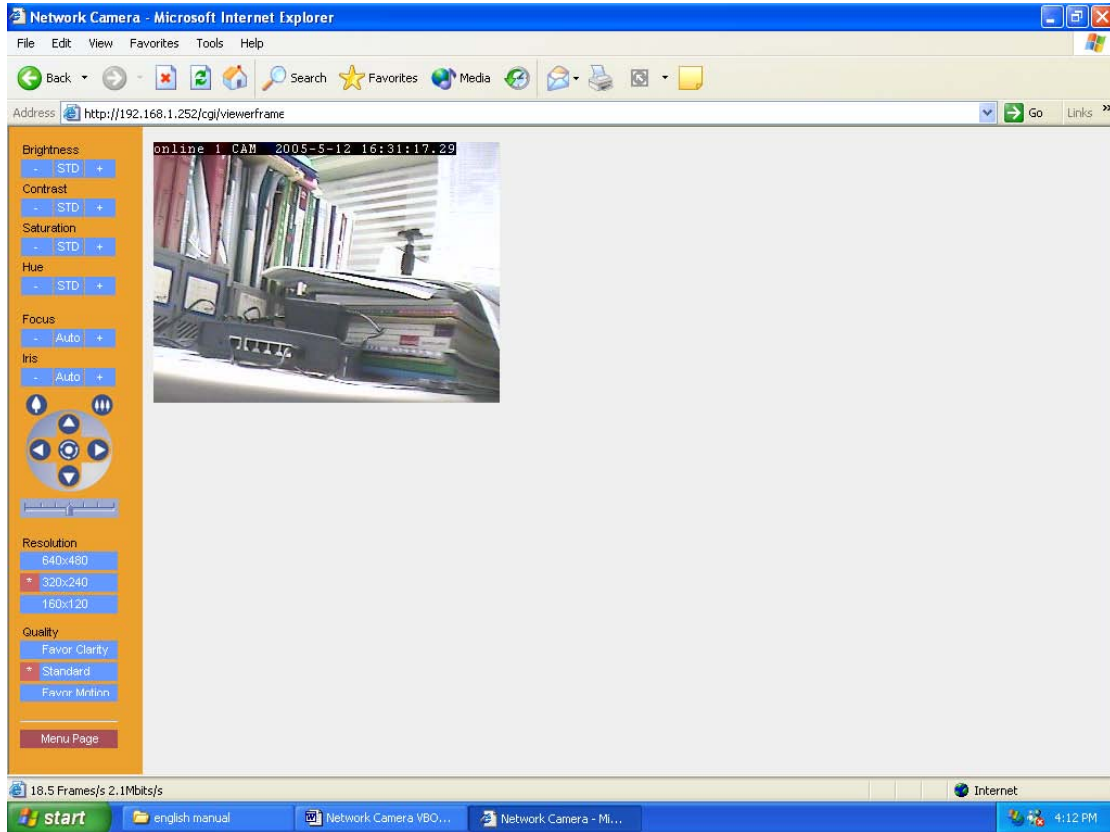 Network Camera - Microsoft Internet Explorer
File Edit View Favorites Tools Help
Back Search Favorites Media
Address http://192.168.1.252/cgi/viewerframe Go Links »
online 1 CAM 2005-5-12 16:31:17.29
Brightness
- STD +
Contrast
- STD +
Saturation
- STD +
Hue
- STD +
Focus
- Auto +
Iris
- Auto +
Resolution
640x480
* 320x240
160x120
Quality
Favor Clarity
* Standard
Favor Motion
Menu Page
18.5 Frames/s 2.1Mbits/s Internet
start english manual Network Camera VBO... Network Camera - Mi... 4:12 PM